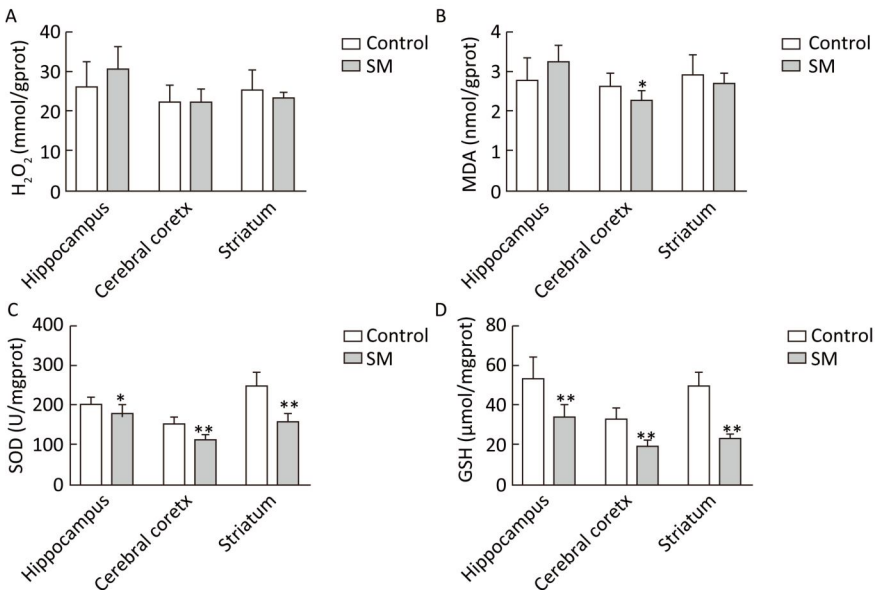 A
H₂O₂ (mmol/gprot)
40
30
20
10
0
Control
SM
Hippocampus
Cerebral coretx
Striatum
B
MDA (nmol/gprot)
4
3
2
1
0
Control
SM
*
Hippocampus
Cerebral coretx
Striatum
C
SOD (U/mgprot)
400
300
200
100
0
Control
SM
*
**
**
Hippocampus
Cerebral coretx
Striatum
D
GSH (μmol/mgprot)
80
60
40
20
0
Control
SM
**
**
**
Hippocampus
Cerebral coretx
Striatum